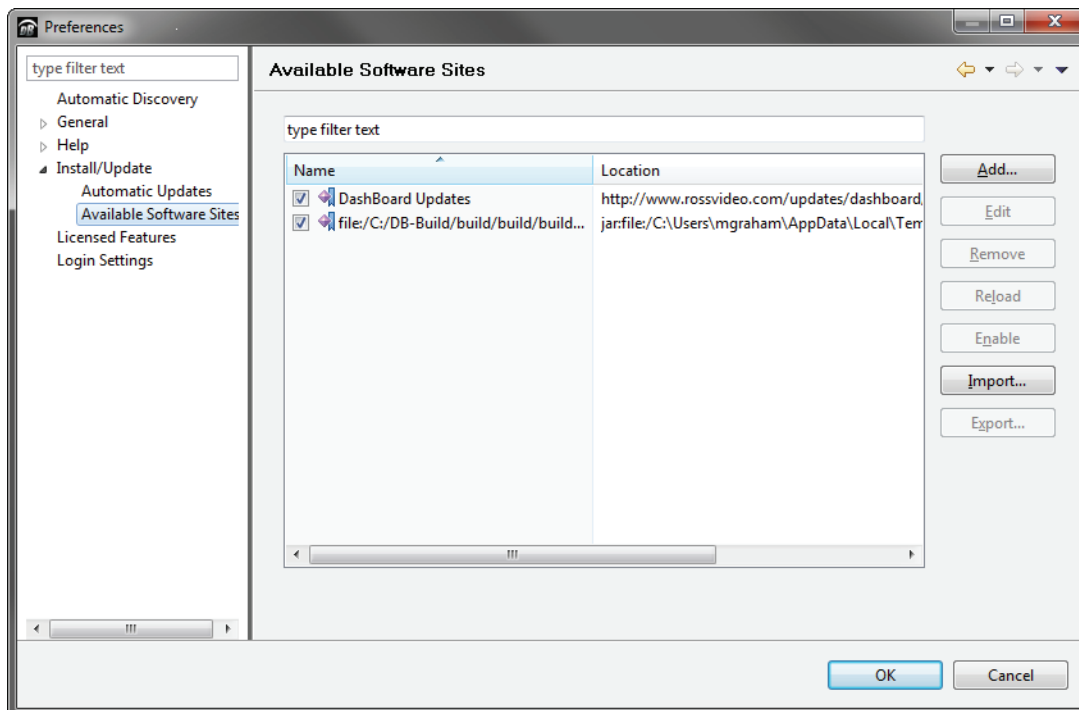 Preferences
type filter text
Automatic Discovery
General
Help
Install/Update
Automatic Updates
Available Software Sites
Licensed Features
Login Settings
Available Software Sites
type filter text
Name Location
DashBoard Updates http://www.rossvideo.com/updates/dashboard,
file:/C:/DB-Build/build/build/build... jar:file:/C:\Users\mgraham\AppData\Local\Tem
Add...
Edit
Remove
Reload
Enable
Import...
Export...
OK Cancel